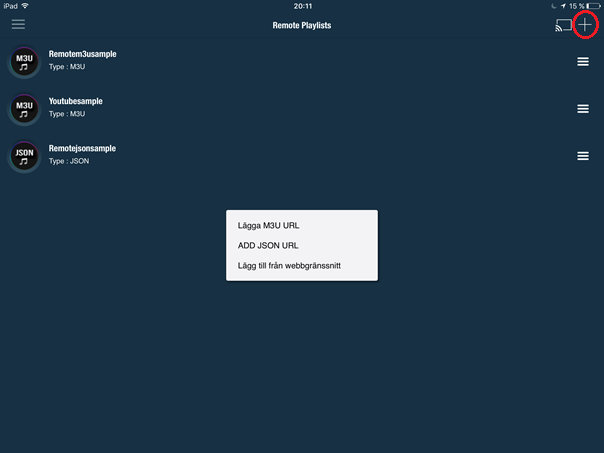 iPad 20:11 15 %
Remote Playlists
M3U
Remotem3usample
Type : M3U
M3U
Youtubesample
Type : M3U
JSON
Remotejsonsample
Type : JSON
Lägga M3U URL
ADD JSON URL
Lägg till från webbgränssnitt